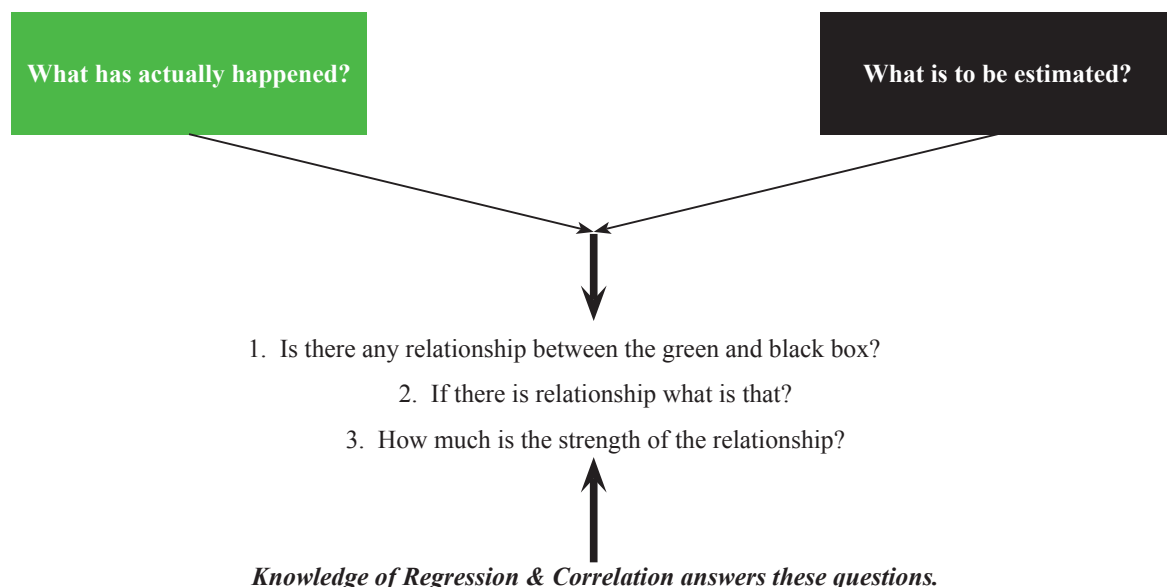 What has actually happened?
What is to be estimated?
1. Is there any relationship between the green and black box?
2. If there is relationship what is that?
3. How much is the strength of the relationship?
Knowledge of Regression & Correlation answers these questions.